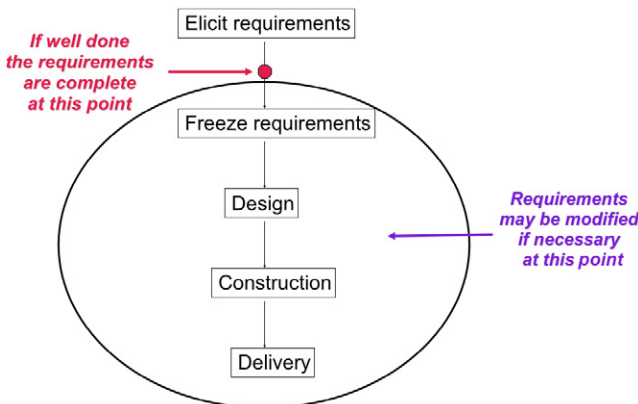 Elicit requirements
If well done
the requirements
are complete
at this point
Freeze requirements
Design
Requirements
may be modified
if necessary
at this point
Construction
Delivery